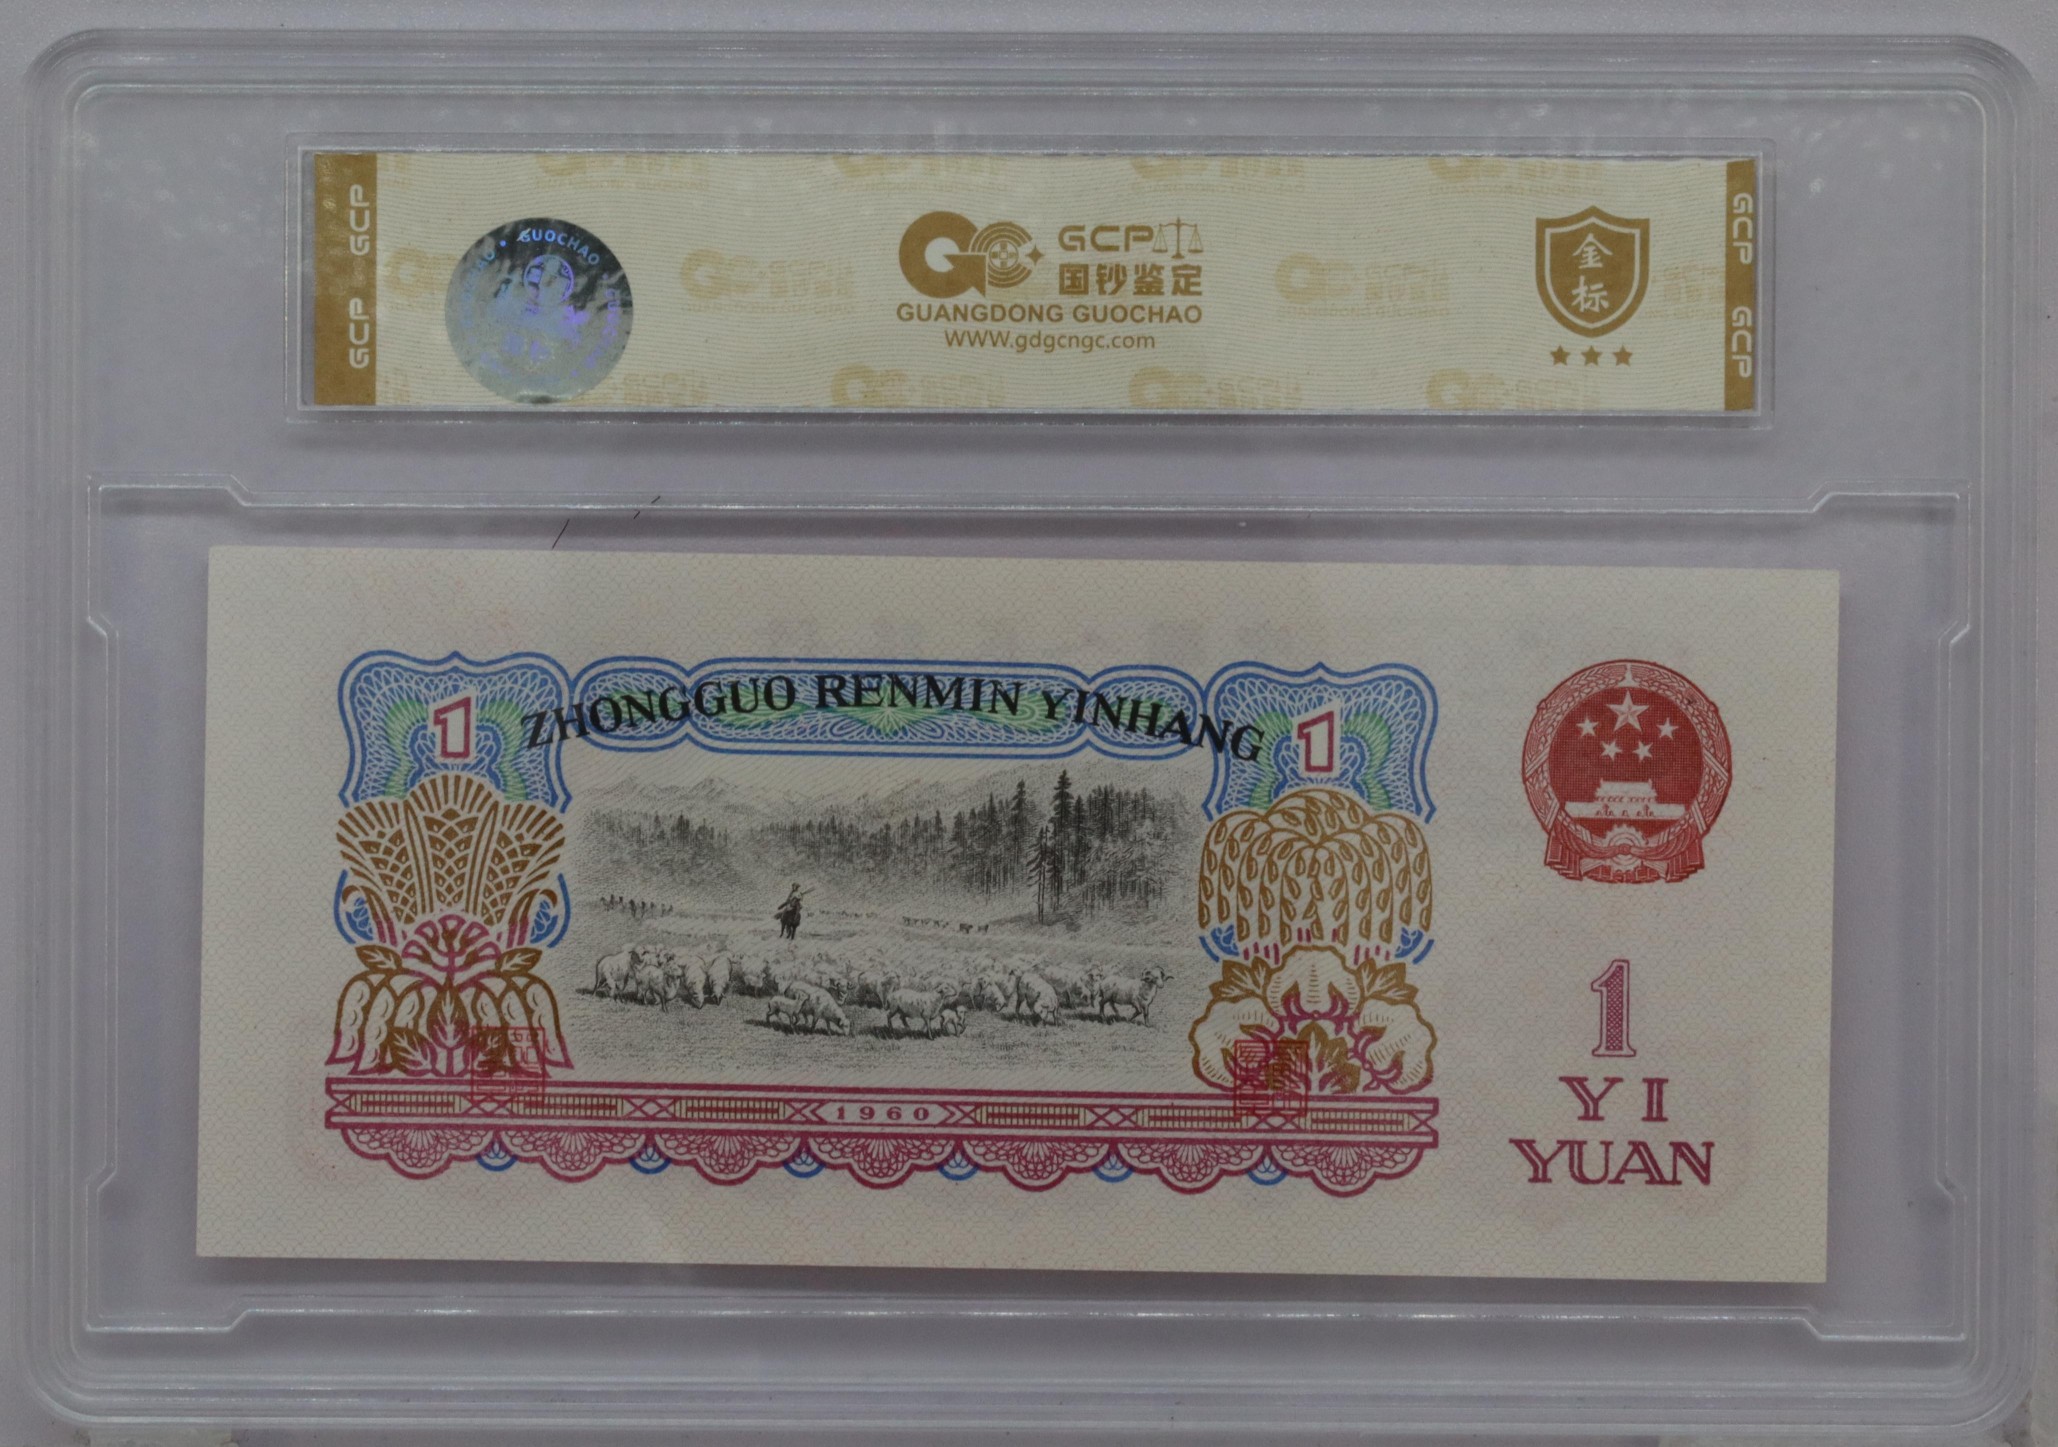 GCP GCP
GUOCHAO
GCP
国钞鉴定
GUANGDONG GUOCHAO
WWW.gdgcngc.com
金标
GCP GCP
ZHONGGUO RENMIN YINHANG
1
1
1960
1
YI
YUAN